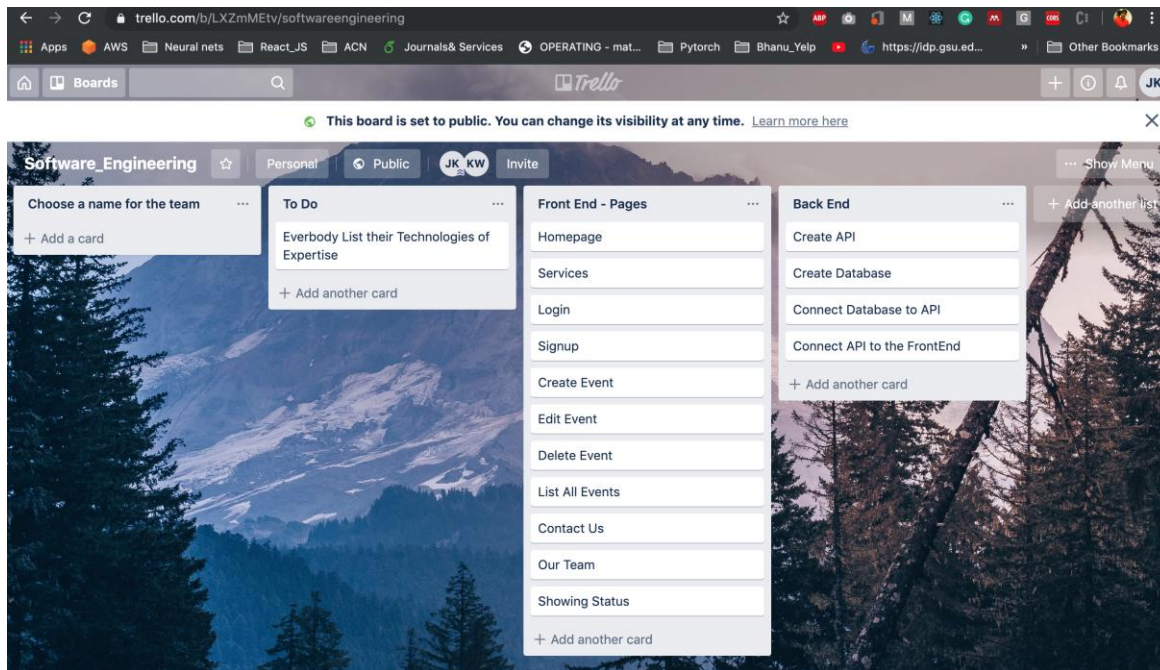 trello.com/b/LXZmMEtv/softwareengineering
Apps AWS Neural nets React_JS ACN Journals& Services OPERATING - mat... Pytorch Bhanu_Yelp https://idp.gsu.ed... » Other Bookmarks
Boards Trello JK
This board is set to public. You can change its visibility at any time. Learn more here
Software_Engineering Personal Public JK KW Invite ... Show Menu
Choose a name for the team ...
+ Add a card
To Do ...
Everbody List their Technologies of
Expertise
+ Add another card
Front End - Pages ...
Homepage
Services
Login
Signup
Create Event
Edit Event
Delete Event
List All Events
Contact Us
Our Team
Showing Status
+ Add another card
Back End ...
Create API
Create Database
Connect Database to API
Connect API to the FrontEnd
+ Add another card
+ Add another list